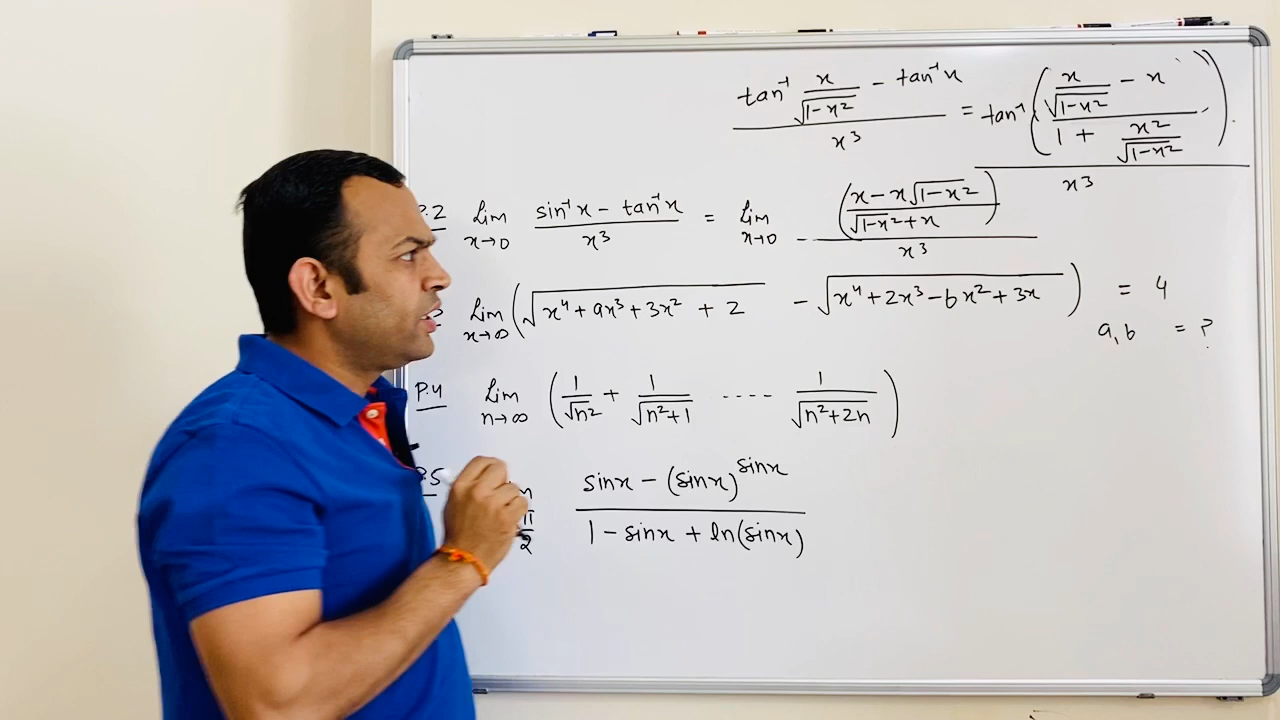 tan⁻¹ x/√(1-x²) - tan⁻¹x / x³ = tan⁻¹( (x/√(1-x²) - x) / (1 + x²/√(1-x²)) ) / x³
P.2 Lim x→0 (sin⁻¹x - tan⁻¹x)/x³ = Lim x→0 ((x-x√(1-x²))/(√(1-x²)+x))/x³
Lim x→∞ (√(x⁴+ax³+3x²+2) - √(x⁴+2x³-bx²+3x)) = 4
a,b = ?
P.4 Lim n→∞ (1/√n² + 1/√(n²+1) ---- 1/√(n²+2n))
P.5 π/2 (sinx - (sinx)^sinx)/(1 - sinx + ln(sinx))